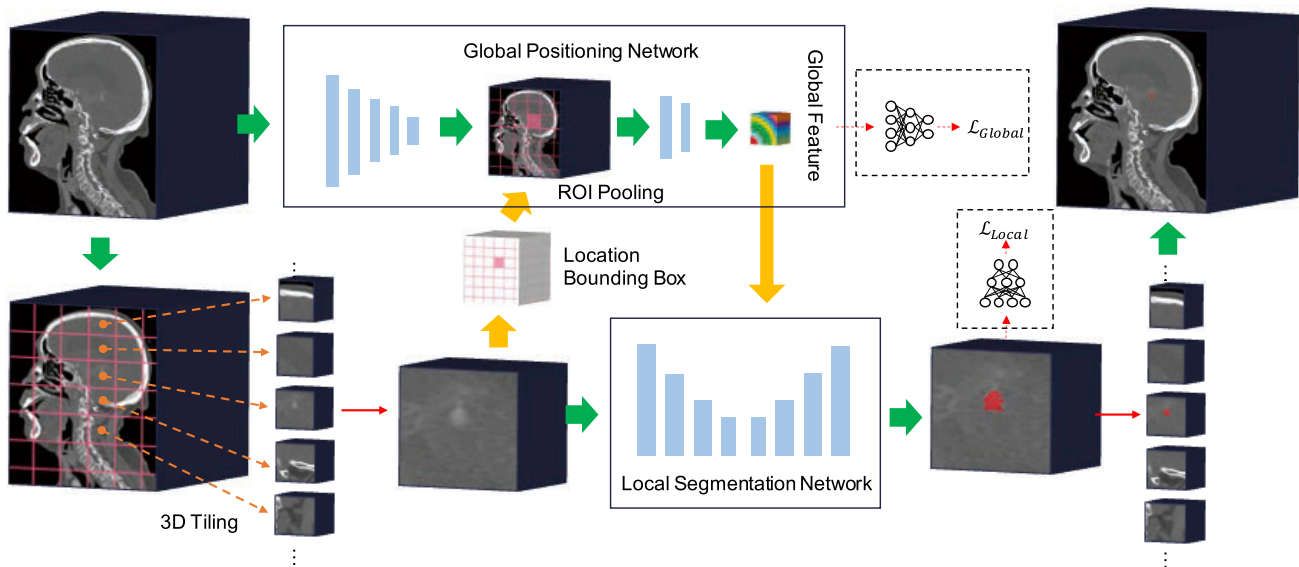 Global Positioning Network
Global Feature
ROI Pooling
ℒ_Global
ℒ_Local
Location
Bounding Box
Local Segmentation Network
3D Tiling